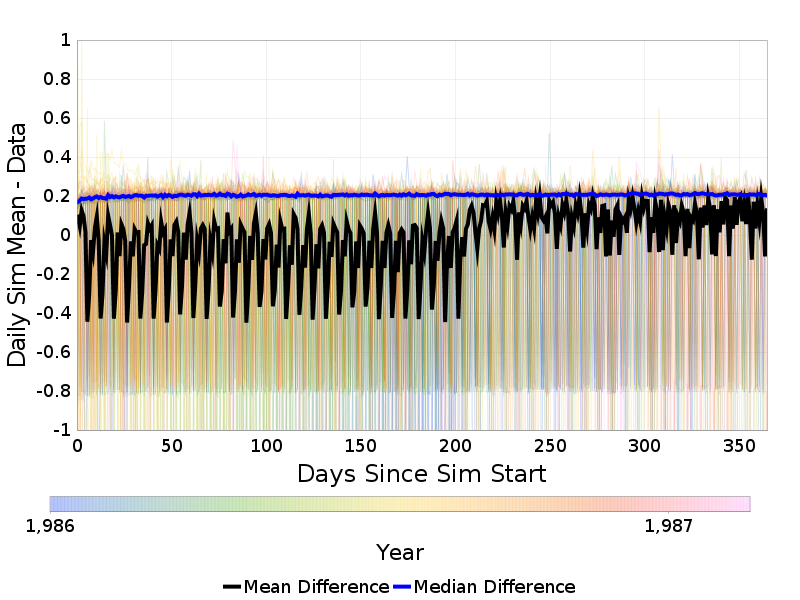 Daily Sim Mean - Data
1
0.8
0.6
0.4
0.2
0
-0.2
-0.4
-0.6
-0.8
-1
0 50 100 150 200 250 300 350
Days Since Sim Start
1,986 1,987
Year
Mean Difference Median Difference